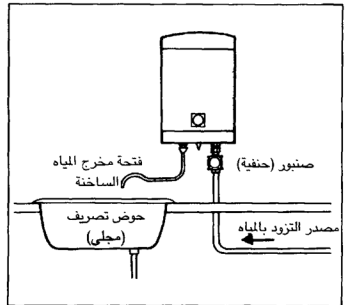 فتحة مخرج المياه
الساخنة
صنبور (حنفية)
حوض تصريف
(مجلى)
مصدر التزود بالمياه